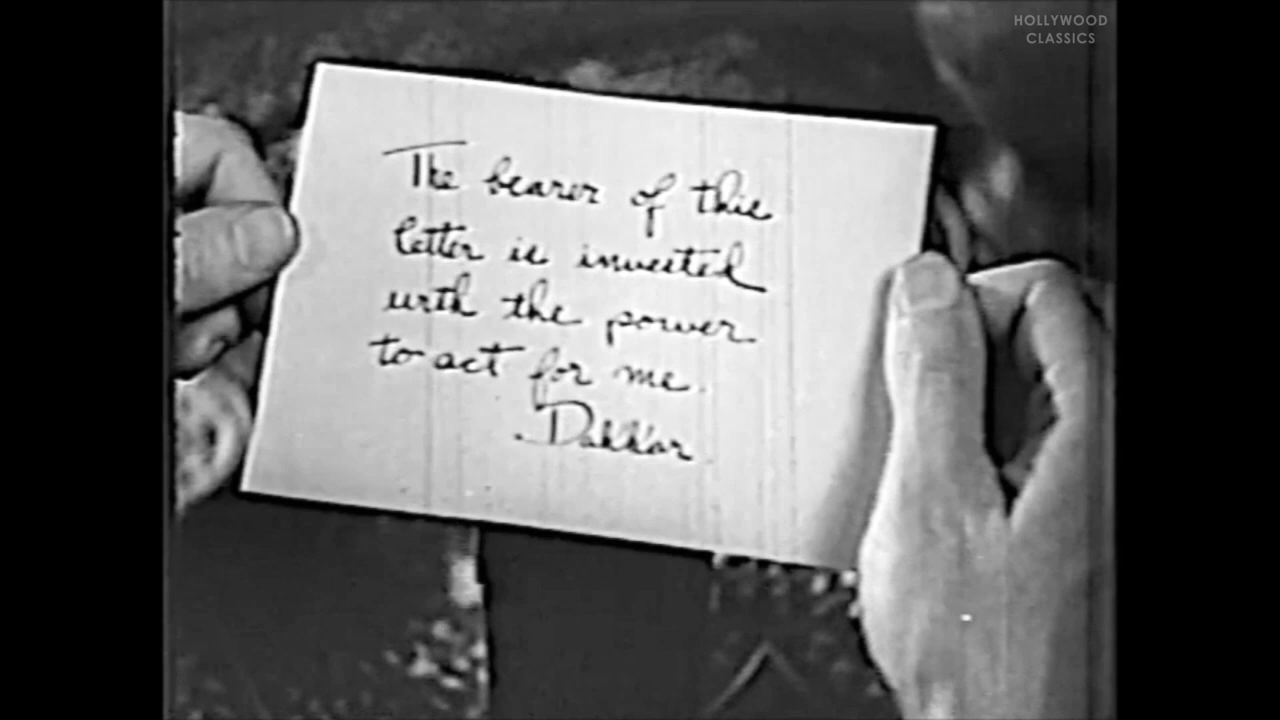 HOLLYWOOD
CLASSICS
The bearer of this
letter is invested
with the power
to act for me.
Dakkar